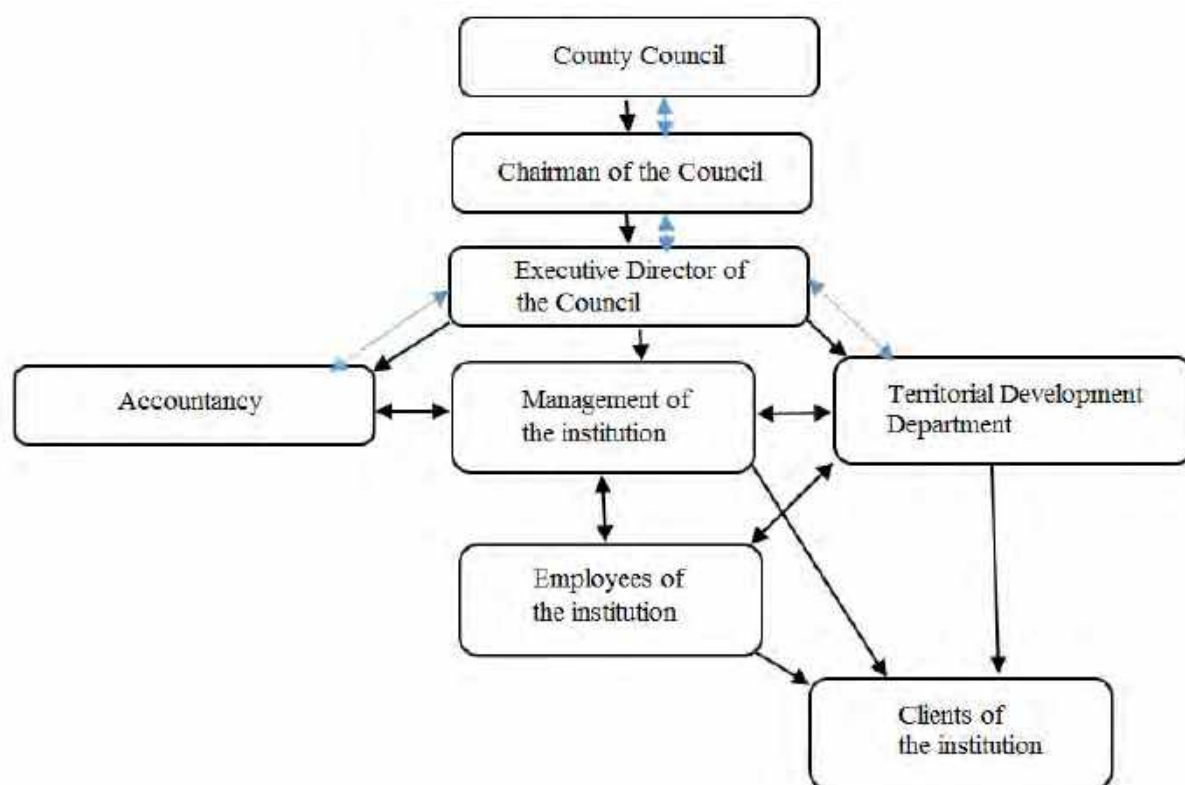 County Council
Chairman of the Council
Executive Director of
the Council
Accountancy
Management of
the institution
Territorial Development
Department
Employees of
the institution
Clients of
the institution